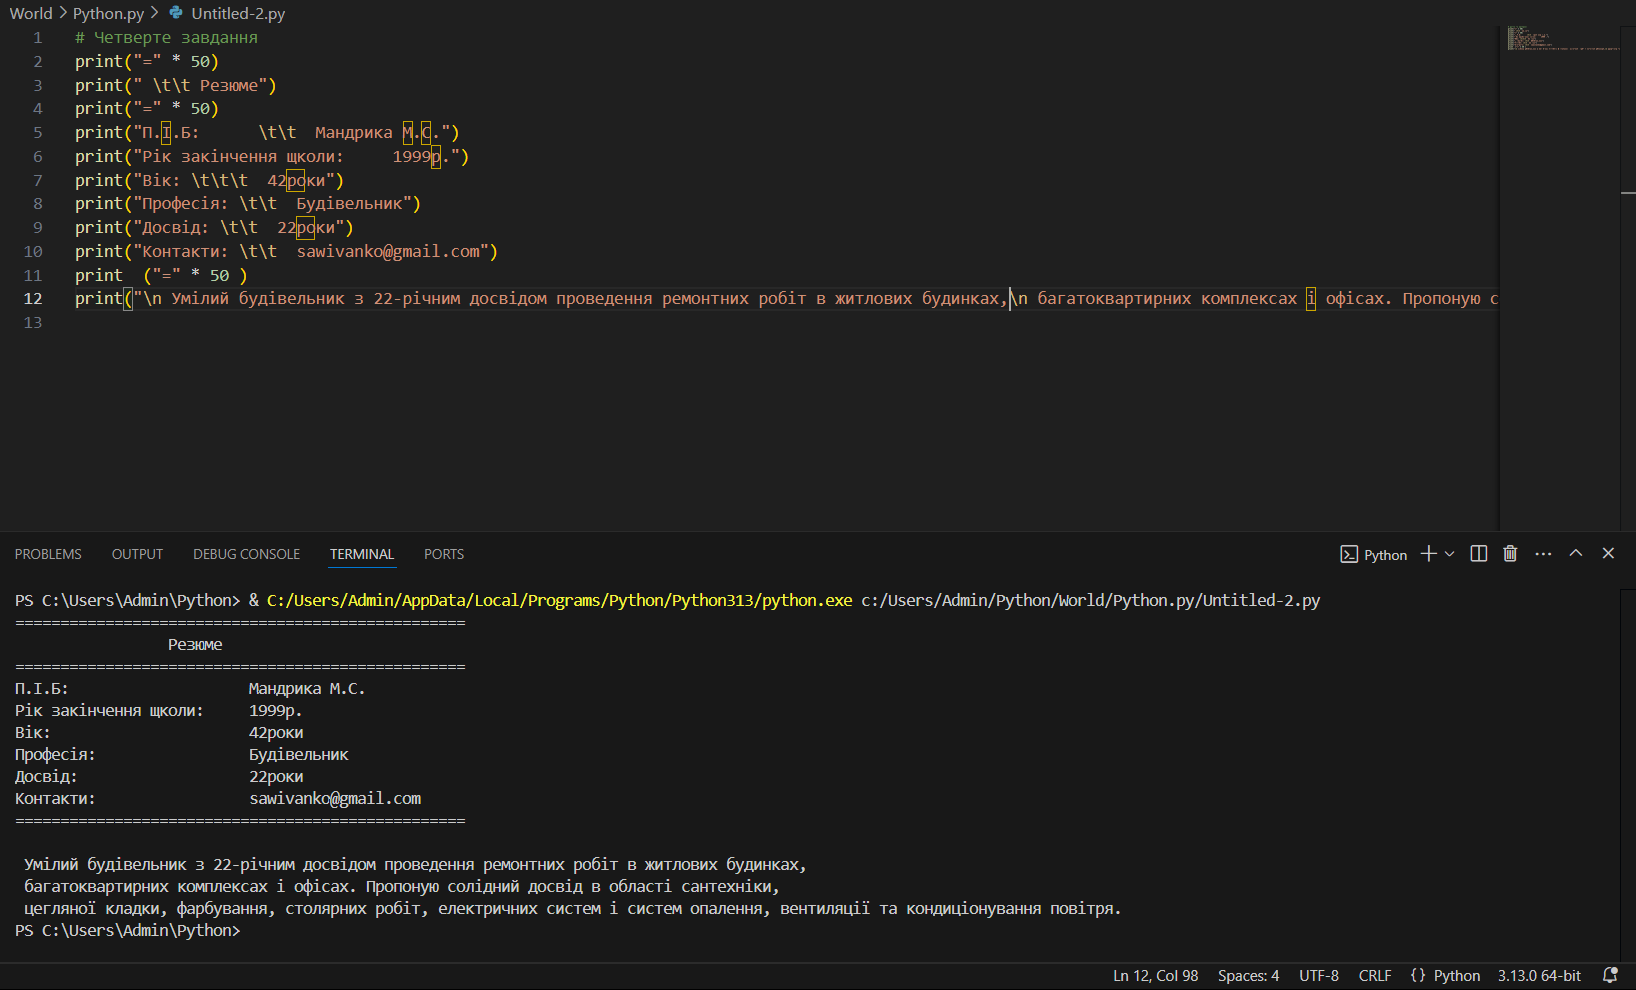 World > Python.py > Untitled-2.py
1 # Четверте завдання
2 print("=" * 50)
3 print(" \t\t Резюме")
4 print("=" * 50)
5 print("П.І.Б:      \t\t  Мандрика М.С.")
6 print("Рік закінчення щколи:     1999р.")
7 print("Вік: \t\t\t  42роки")
8 print("Професія: \t\t  Будівельник")
9 print("Досвід: \t\t  22роки")
10 print("Контакти: \t\t  sawivanko@gmail.com")
11 print  ("=" * 50 )
12 print("\n Умілий будівельник з 22-річним досвідом проведення ремонтних робіт в житлових будинках,\n багатоквартирних комплексах і офісах. Пропоную с
13
PROBLEMS OUTPUT DEBUG CONSOLE TERMINAL PORTS Python
PS C:\Users\Admin\Python> & C:/Users/Admin/AppData/Local/Programs/Python/Python313/python.exe c:/Users/Admin/Python/World/Python.py/Untitled-2.py
==================================================
Резюме
==================================================
П.І.Б:                    Мандрика М.С.
Рік закінчення щколи:     1999р.
Вік:                      42роки
Професія:                 Будівельник
Досвід:                   22роки
Контакти:                 sawivanko@gmail.com
==================================================
Умілий будівельник з 22-річним досвідом проведення ремонтних робіт в житлових будинках,
багатоквартирних комплексах і офісах. Пропоную солідний досвід в області сантехніки,
цегляної кладки, фарбування, столярних робіт, електричних систем і систем опалення, вентиляції та кондиціонування повітря.
PS C:\Users\Admin\Python>
Ln 12, Col 98 Spaces: 4 UTF-8 CRLF {} Python 3.13.0 64-bit